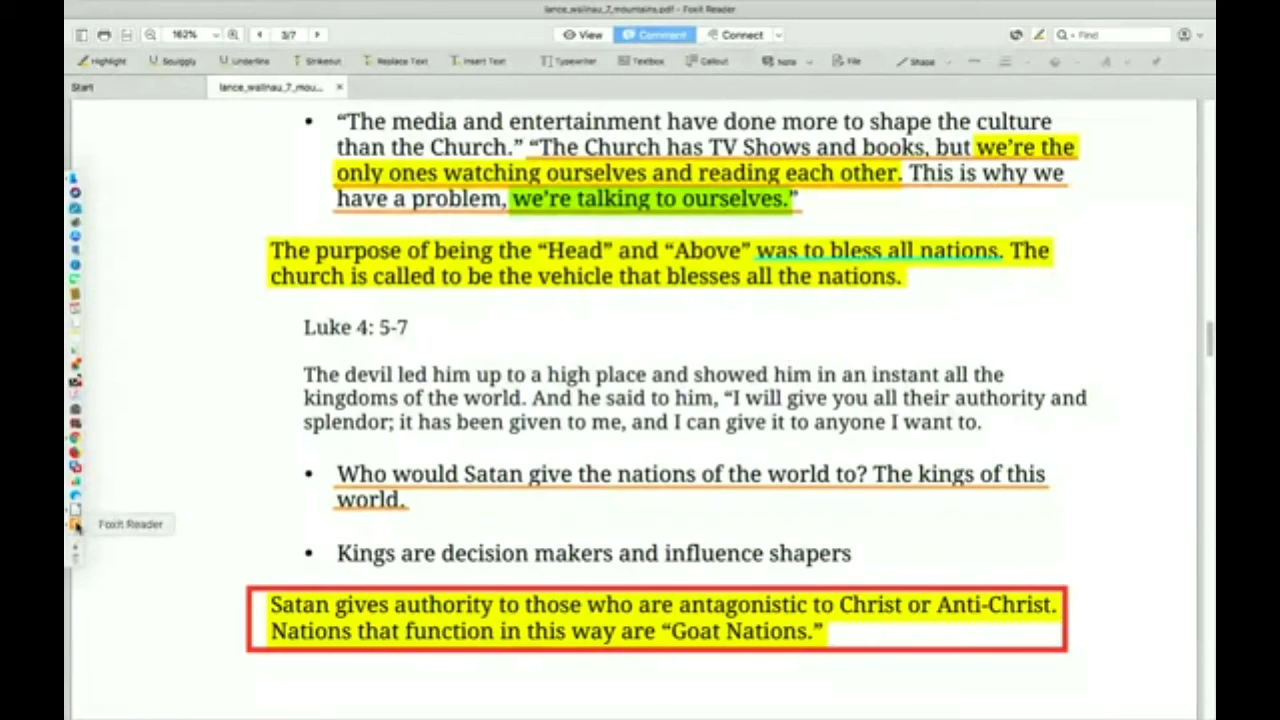 lance_wallnau_7_mountains.pdf - Foxit Reader
162% 3/7 View Comment Connect Find
Highlight Squiggly Underline Strikeout Replace Text Insert Text Typewriter Textbox Callout Note File Shape
Start lance_wallnau_7_mou... ×
• “The media and entertainment have done more to shape the culture
than the Church.” “The Church has TV Shows and books, but we’re the
only ones watching ourselves and reading each other. This is why we
have a problem, we’re talking to ourselves.”
The purpose of being the “Head” and “Above” was to bless all nations. The
church is called to be the vehicle that blesses all the nations.
Luke 4: 5-7
The devil led him up to a high place and showed him in an instant all the
kingdoms of the world. And he said to him, “I will give you all their authority and
splendor; it has been given to me, and I can give it to anyone I want to.
• Who would Satan give the nations of the world to? The kings of this
world.
Foxit Reader
• Kings are decision makers and influence shapers
Satan gives authority to those who are antagonistic to Christ or Anti-Christ.
Nations that function in this way are “Goat Nations.”